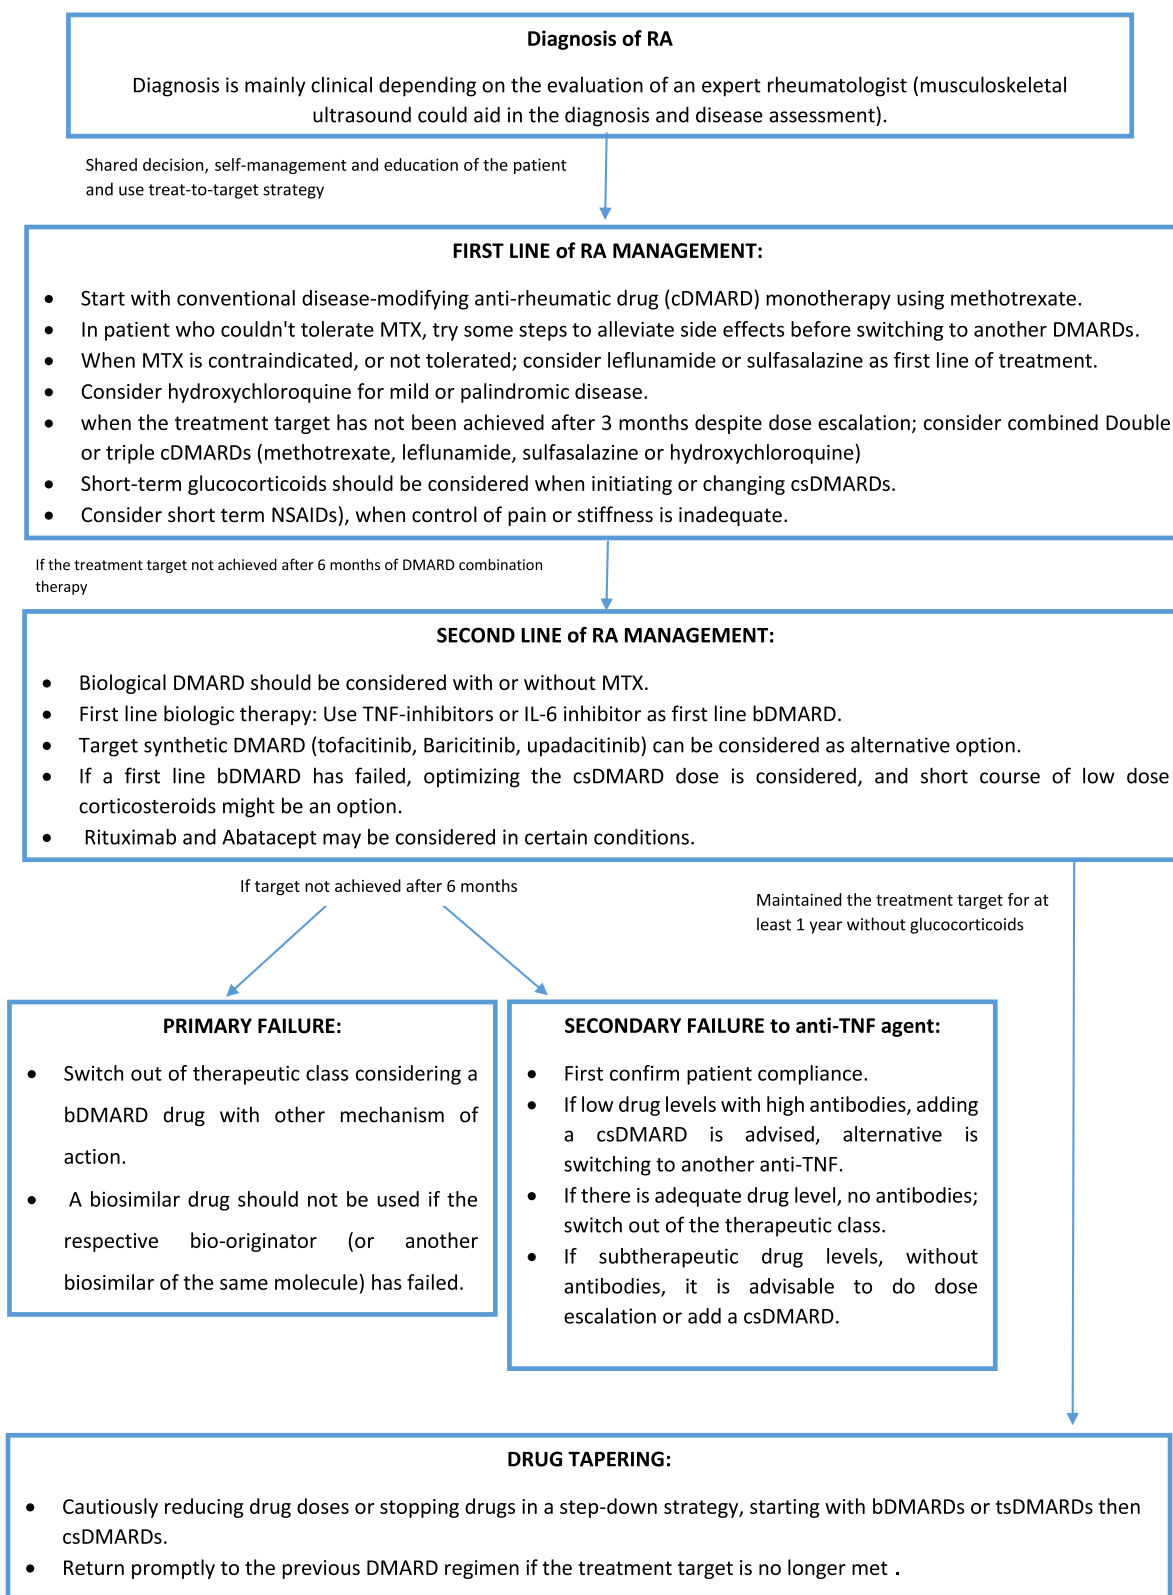 Diagnosis of RA
Diagnosis is mainly clinical depending on the evaluation of an expert rheumatologist (musculoskeletal
ultrasound could aid in the diagnosis and disease assessment).
Shared decision, self-management and education of the patient
and use treat-to-target strategy
FIRST LINE of RA MANAGEMENT:
• Start with conventional disease-modifying anti-rheumatic drug (cDMARD) monotherapy using methotrexate.
• In patient who couldn't tolerate MTX, try some steps to alleviate side effects before switching to another DMARDs.
• When MTX is contraindicated, or not tolerated; consider leflunamide or sulfasalazine as first line of treatment.
• Consider hydroxychloroquine for mild or palindromic disease.
• when the treatment target has not been achieved after 3 months despite dose escalation; consider combined Double
or triple cDMARDs (methotrexate, leflunamide, sulfasalazine or hydroxychloroquine)
• Short-term glucocorticoids should be considered when initiating or changing csDMARDs.
• Consider short term NSAIDs), when control of pain or stiffness is inadequate.
If the treatment target not achieved after 6 months of DMARD combination
therapy
SECOND LINE of RA MANAGEMENT:
• Biological DMARD should be considered with or without MTX.
• First line biologic therapy: Use TNF-inhibitors or IL-6 inhibitor as first line bDMARD.
• Target synthetic DMARD (tofacitinib, Baricitinib, upadacitinib) can be considered as alternative option.
• If a first line bDMARD has failed, optimizing the csDMARD dose is considered, and short course of low dose
corticosteroids might be an option.
• Rituximab and Abatacept may be considered in certain conditions.
If target not achieved after 6 months
Maintained the treatment target for at
least 1 year without glucocorticoids
PRIMARY FAILURE:
• Switch out of therapeutic class considering a
bDMARD drug with other mechanism of
action.
• A biosimilar drug should not be used if the
respective bio-originator (or another
biosimilar of the same molecule) has failed.
SECONDARY FAILURE to anti-TNF agent:
• First confirm patient compliance.
• If low drug levels with high antibodies, adding
a csDMARD is advised, alternative is
switching to another anti-TNF.
• If there is adequate drug level, no antibodies;
switch out of the therapeutic class.
• If subtherapeutic drug levels, without
antibodies, it is advisable to do dose
escalation or add a csDMARD.
DRUG TAPERING:
• Cautiously reducing drug doses or stopping drugs in a step-down strategy, starting with bDMARDs or tsDMARDs then
csDMARDs.
• Return promptly to the previous DMARD regimen if the treatment target is no longer met .